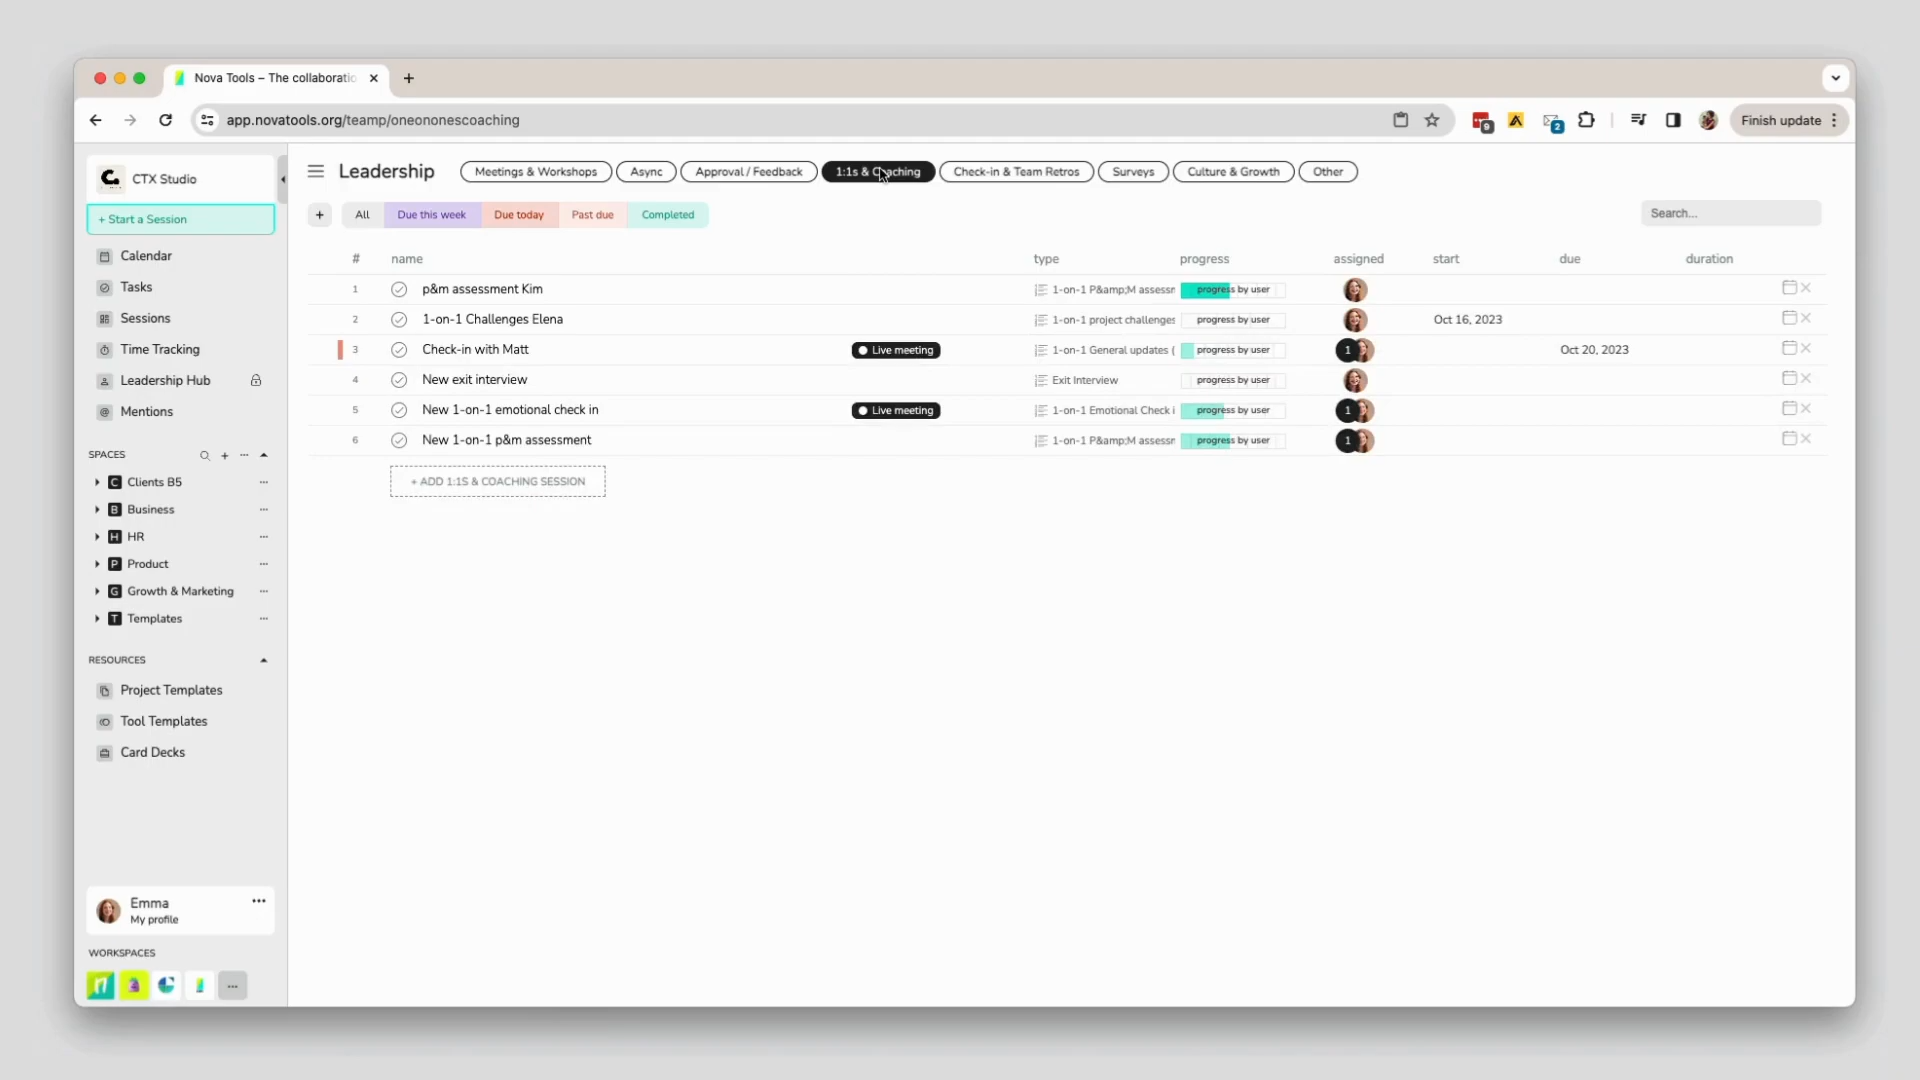 Nova Tools – The collaboratio
app.novatools.org/teamp/oneononescoaching
9
2
Finish update
CTX Studio
+ Start a Session
Calendar
Tasks
Sessions
Time Tracking
Leadership Hub
Mentions
SPACES
C Clients B5
B Business
H HR
P Product
G Growth & Marketing
T Templates
RESOURCES
Project Templates
Tool Templates
Card Decks
Emma
My profile
WORKSPACES
Leadership
Meetings & Workshops
Async
Approval / Feedback
1:1s & Coaching
Check-in & Team Retros
Surveys
Culture & Growth
Other
+ All Due this week Due today Past due Completed
Search...
# name type progress assigned start due duration
1 p&m assessment Kim 1-on-1 P&amp;M assessm progress by user
2 1-on-1 Challenges Elena 1-on-1 project challenges progress by user Oct 16, 2023
3 Check-in with Matt Live meeting 1-on-1 General updates ( progress by user 1 Oct 20, 2023
4 New exit interview Exit Interview progress by user
5 New 1-on-1 emotional check in Live meeting 1-on-1 Emotional Check i progress by user 1
6 New 1-on-1 p&m assessment 1-on-1 P&amp;M assessm progress by user 1
+ ADD 1:1S & COACHING SESSION